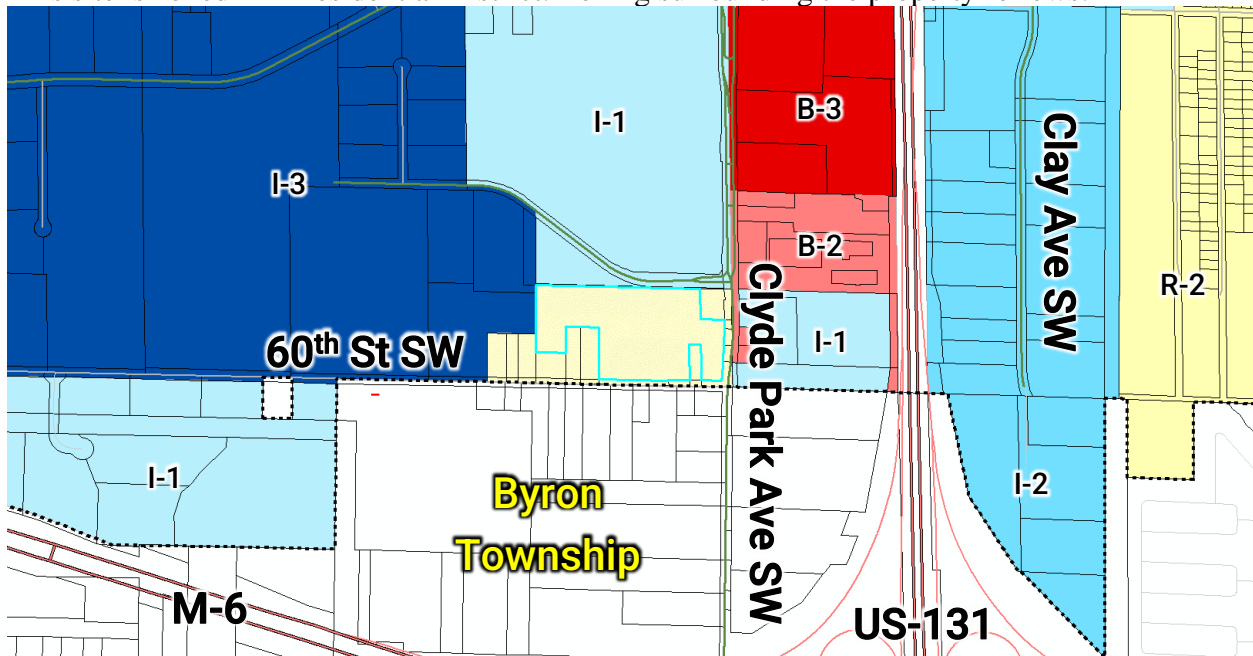 I-1
B-3
Clay Ave SW
I-3
B-2
R-2
Clyde Park Ave SW
60th St SW
I-1
I-1
I-2
Byron
Township
M-6
US-131